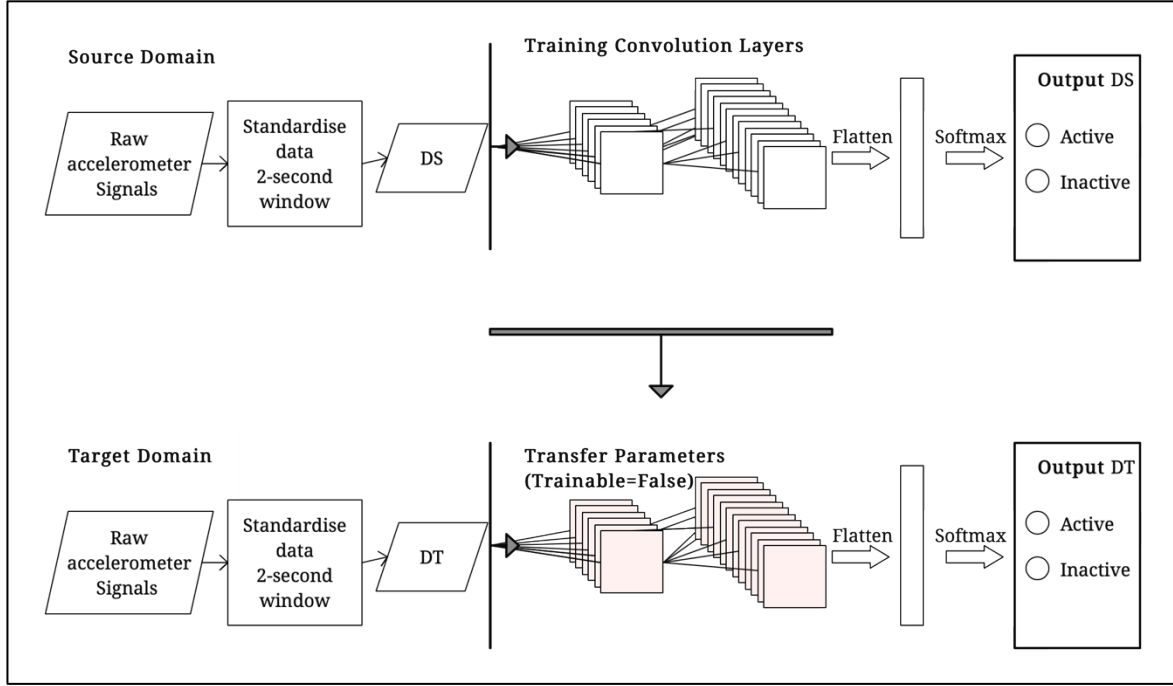 Source Domain
Raw
accelerometer
Signals
Standardise
data
2-second
window
DS
Training Convolution Layers
Flatten
Softmax
Output DS
Active
Inactive
Target Domain
Raw
accelerometer
Signals
Standardise
data
2-second
window
DT
Transfer Parameters
(Trainable=False)
Flatten
Softmax
Output DT
Active
Inactive